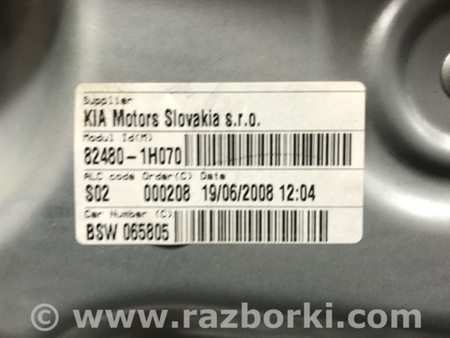 Supplier
KIA Motors Slovakia s.r.o.
Modul Id(M)
82480-1H070
ALC code Order(C) Date
S02 000208 19/06/2008 12:04
Car Number (C)
BSW 065805
© www.razborki.com